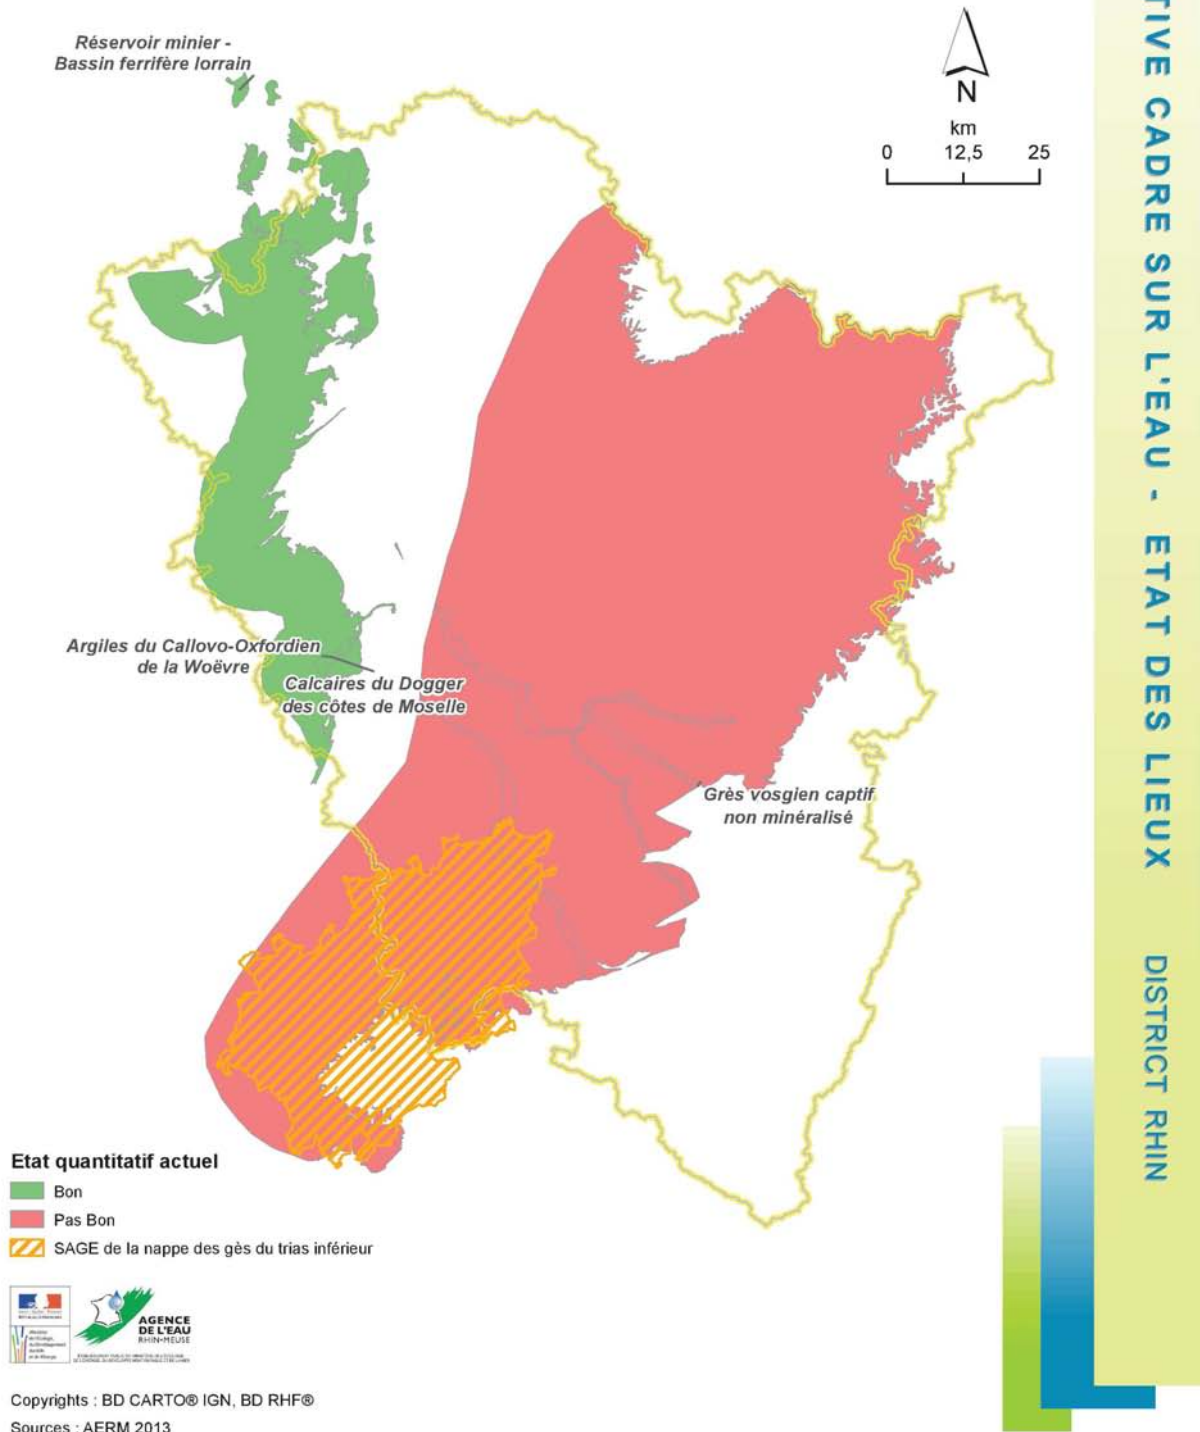 Réservoir minier -
Bassin ferrifère lorrain
N
km
0 12,5 25
Argiles du Callovo-Oxfordien
de la Woëvre
Calcaires du Dogger
des côtes de Moselle
Grès vosgien captif
non minéralisé
Etat quantitatif actuel
Bon
Pas Bon
SAGE de la nappe des gès du trias inférieur
AGENCE
DE L'EAU
RHIN-MEUSE
Copyrights : BD CARTO® IGN, BD RHF®
Sources : AERM 2013
TIVE CADRE SUR L'EAU - ETAT DES LIEUX DISTRICT RHIN